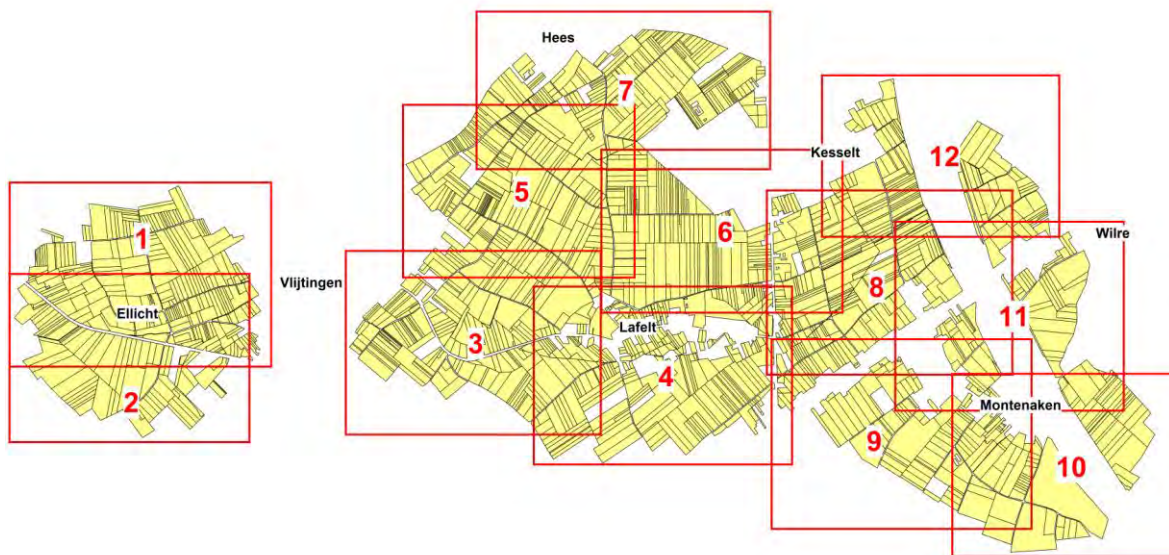 Hees
7
Kesselt
12
5
1
6
Wilre
Vlijtingen
8
Ellicht
11
Lafelt
3
4
2
Montenaken
9
10